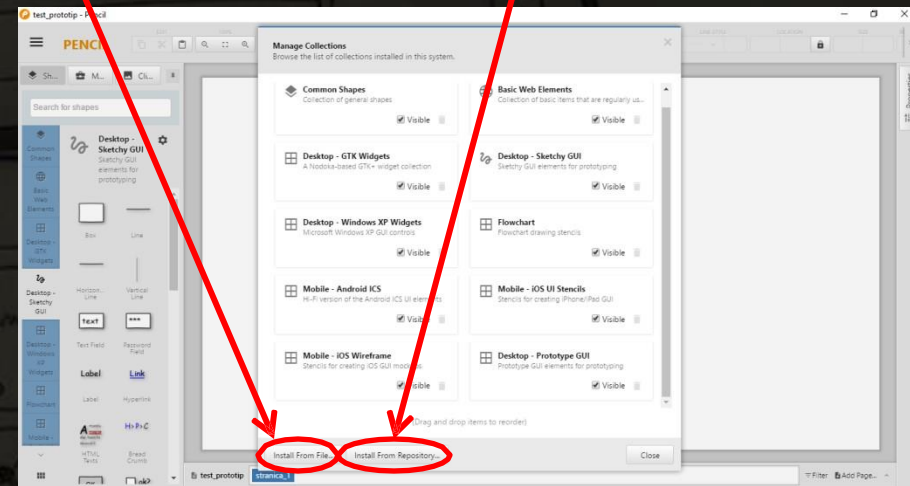 test_prototip - Pencil
PENCIL
Sh...
M...
Cli...
Search for shapes
Common Shapes
Basic Web Elements
Desktop - GTK Widgets
Desktop - Sketchy GUI
Desktop - Windows XP Widgets
Flowchart
Mobile -
Desktop - Sketchy GUI
Sketchy GUI elements for prototyping
Box
Line
Horizon... Line
Vertical Line
text
***
Text Field
Password Field
Label
Link
Label
Hyperlink
H>P>C
HTML Texts
Bread Crumb
ok?
Manage Collections
Browse the list of collections installed in this system.
Common Shapes
Collection of general shapes
Visible
Basic Web Elements
Collection of basic items that are regularly us...
Visible
Desktop - GTK Widgets
A Nodoka-based GTK+ widget collection
Visible
Desktop - Sketchy GUI
Sketchy GUI elements for prototyping
Visible
Desktop - Windows XP Widgets
Microsoft Windows XP GUI controls
Visible
Flowchart
Flowchart drawing stencils
Visible
Mobile - Android ICS
Hi-Fi version of the Android ICS UI elements
Visible
Mobile - iOS UI Stencils
Stencils for creating iPhone/iPad GUI
Visible
Mobile - iOS Wireframe
Stencils for creating iOS GUI mockups
Visible
Desktop - Prototype GUI
Prototype GUI elements for prototyping
Visible
(Drag and drop items to reorder)
Install From File...
Install From Repository...
Close
Properties
test_prototip
stranica_1
Filter
Add Page...